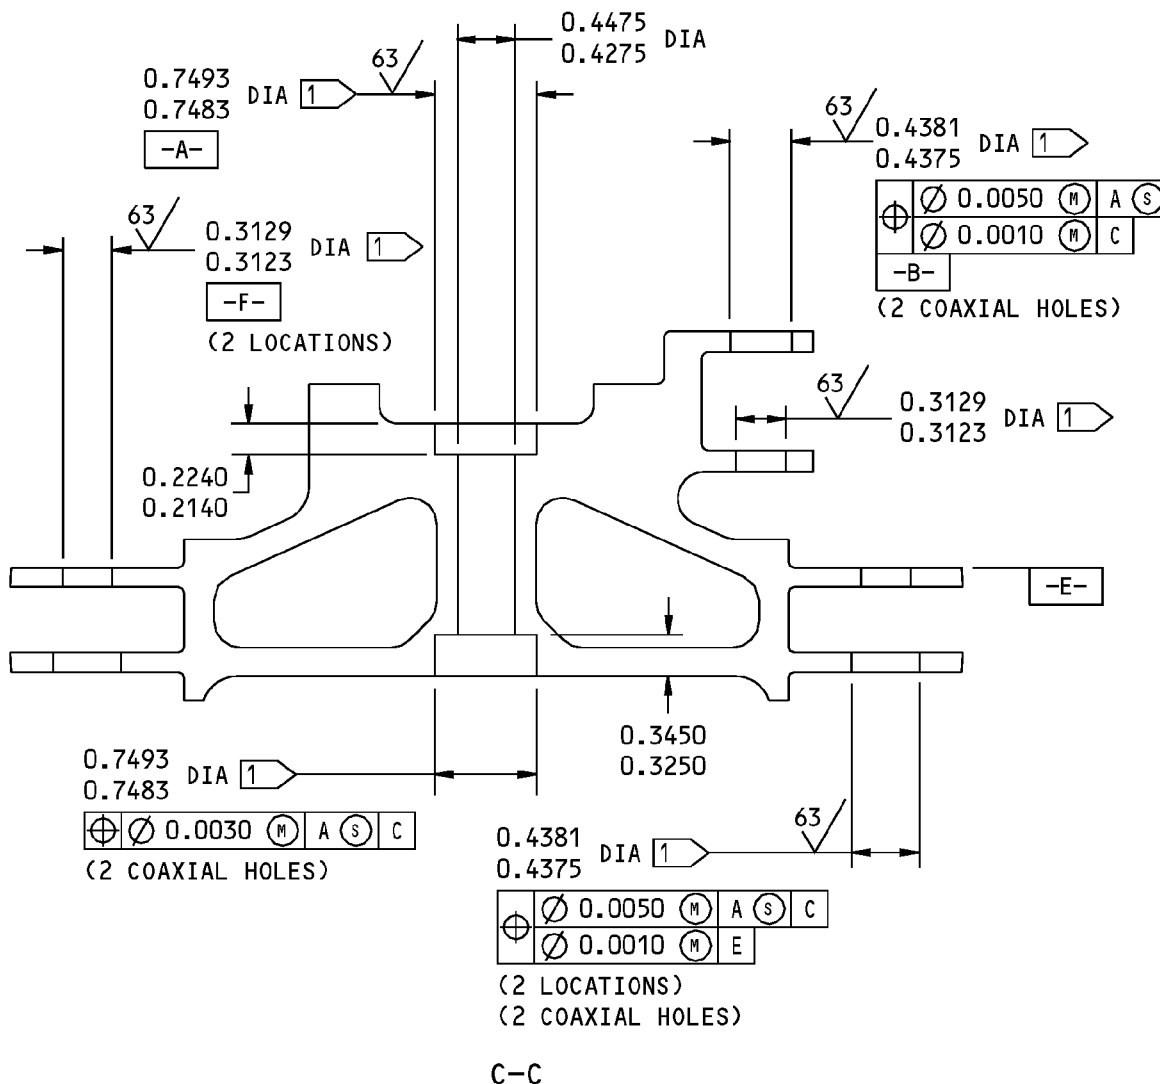 0.4475
0.4275 DIA
63
0.7493
0.7483 DIA 1
-A-
63
0.4381
0.4375 DIA 1
⌖ ⌀ 0.0050 Ⓜ A Ⓢ
⌀ 0.0010 Ⓜ C
-B-
(2 COAXIAL HOLES)
63
0.3129
0.3123 DIA 1
-F-
(2 LOCATIONS)
63
0.3129
0.3123 DIA 1
0.2240
0.2140
-E-
0.3450
0.3250
0.7493
0.7483 DIA 1
⌖ ⌀ 0.0030 Ⓜ A Ⓢ C
(2 COAXIAL HOLES)
63
0.4381
0.4375 DIA 1
⌖ ⌀ 0.0050 Ⓜ A Ⓢ C
⌀ 0.0010 Ⓜ E
(2 LOCATIONS)
(2 COAXIAL HOLES)
C-C